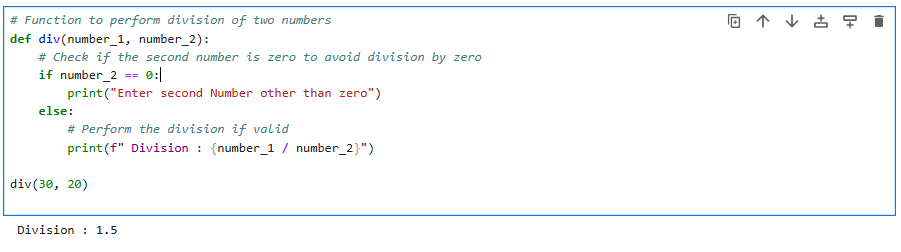 # Function to perform division of two numbers
def div(number_1, number_2):
    # Check if the second number is zero to avoid division by zero
    if number_2 == 0:
        print("Enter second Number other than zero")
    else:
        # Perform the division if valid
        print(f" Division : {number_1 / number_2}")
div(30, 20)
 Division : 1.5